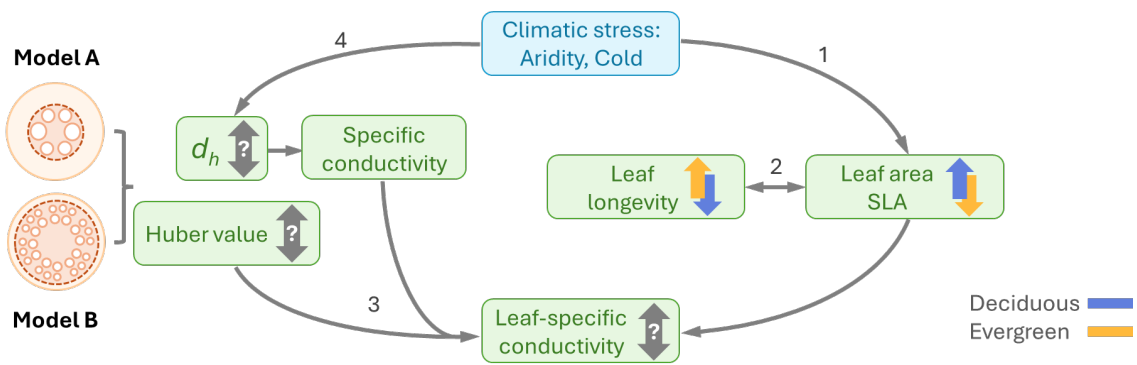 Climatic stress:
Aridity, Cold
4
1
Model A
dh
?
Specific
conductivity
Leaf
longevity
2
Leaf area
SLA
Huber value
?
3
Model B
Leaf-specific
conductivity
?
Deciduous
Evergreen